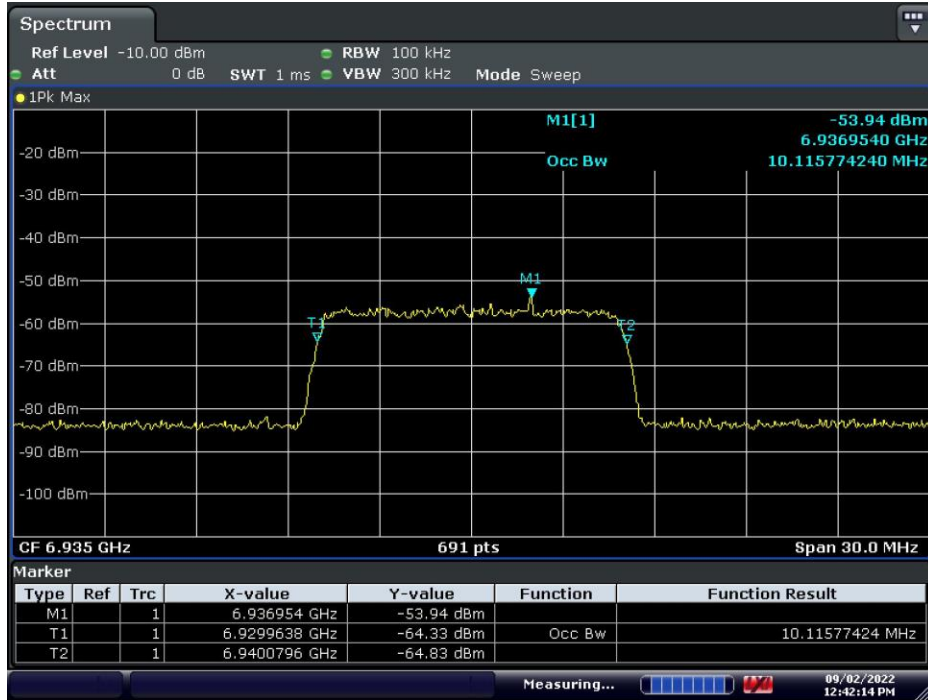 Spectrum
Ref Level -10.00 dBm RBW 100 kHz
Att 0 dB SWT 1 ms VBW 300 kHz Mode Sweep
1Pk Max
M1[1] -53.94 dBm
6.9369540 GHz
Occ Bw 10.115774240 MHz
-20 dBm
-30 dBm
-40 dBm
-50 dBm
M1
-60 dBm
T1 T2
-70 dBm
-80 dBm
-90 dBm
-100 dBm
CF 6.935 GHz 691 pts Span 30.0 MHz
Marker
Type Ref Trc X-value Y-value Function Function Result
M1 1 6.936954 GHz -53.94 dBm
T1 1 6.9299638 GHz -64.33 dBm Occ Bw 10.11577424 MHz
T2 1 6.9400796 GHz -64.83 dBm
Measuring... 09/02/2022
12:42:14 PM